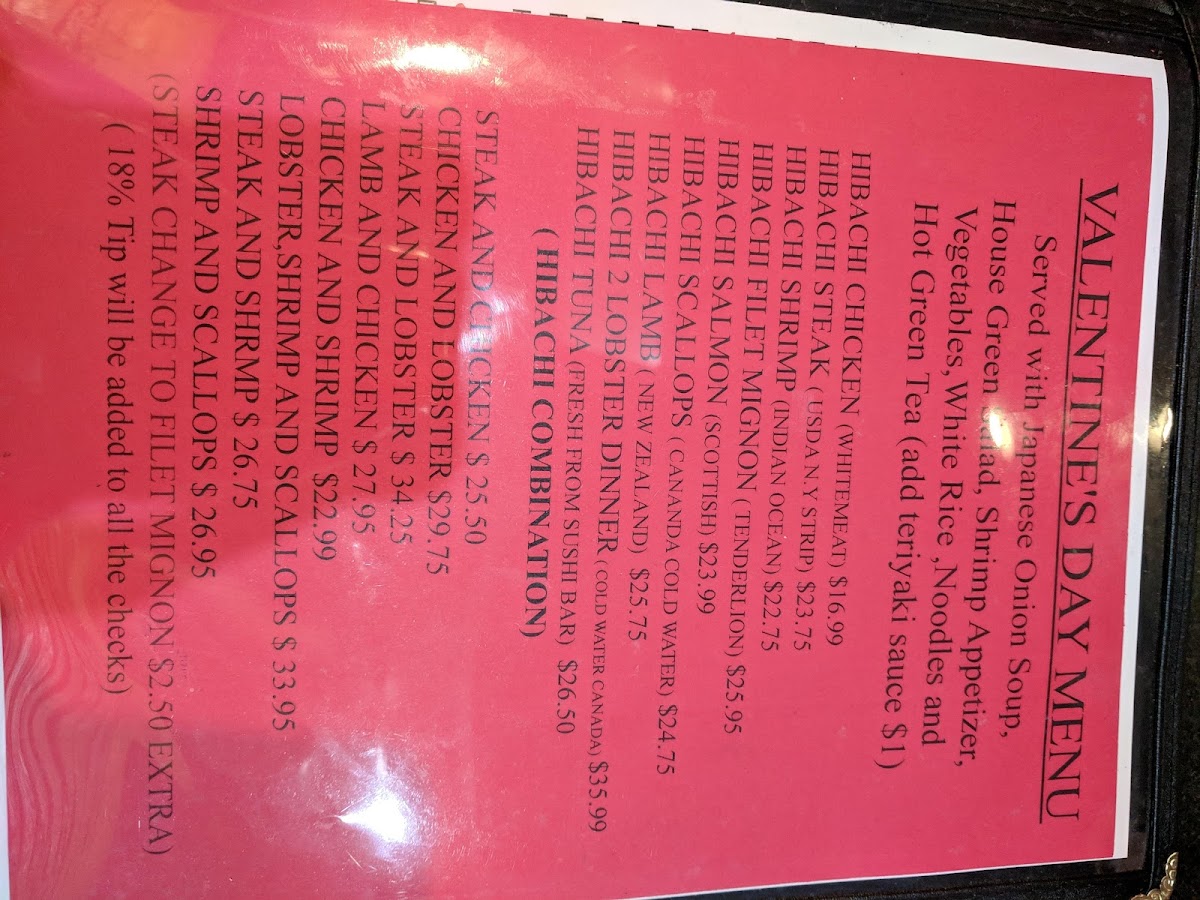 VALENTINE'S DAY MENU
Served with Japanese Onion Soup,
House Green Salad, Shrimp Appetizer,
Vegetables, White Rice ,Noodles and
Hot Green Tea (add teriyaki sauce $1)
HIBACHI CHICKEN (WHITEMEAD) $16.99
HIBACHI STEAK (USDA N.Y STRIP) $23.75
HIBACHI SHRIMP (INDIAN OCEAN) $22.75
HIBACHI FILET MIGNON ( TENDERLION) $25.95
HIBACHI SALMON (SCOTTISH) $23.99
HIBACHI SCALLOPS ( CANANDA COLD WATER) $24.75
HIBACHI LAMB ( NEW ZEALAND) $25.75
HIBACHI 2 LOBSTER DINNER (COLD WATER CANADA) $35.99
HIBACHI TUNA (FRESH FROM SUSHI BAR) $26.50
( HIBACHI COMBINATION)
STEAK AND CHICKEN $ 25.50
CHICKEN AND LOBSTER $29.75
STEAK AND LOBSTER $ 34.25
LAMB AND CHICKEN $ 27.95
CHICKEN AND SHRIMP $22.99
LOBSTER,SHRIMP AND SCALLOPS $ 33.95
STEAK AND SHRMP $ 26.75
SHRIMP AND SCALLOPS $ 26.95
(STEAK CHANGE TO FILET MIGNON $2.50 EXTRA)
( 18% Tip will be added to all the checks)